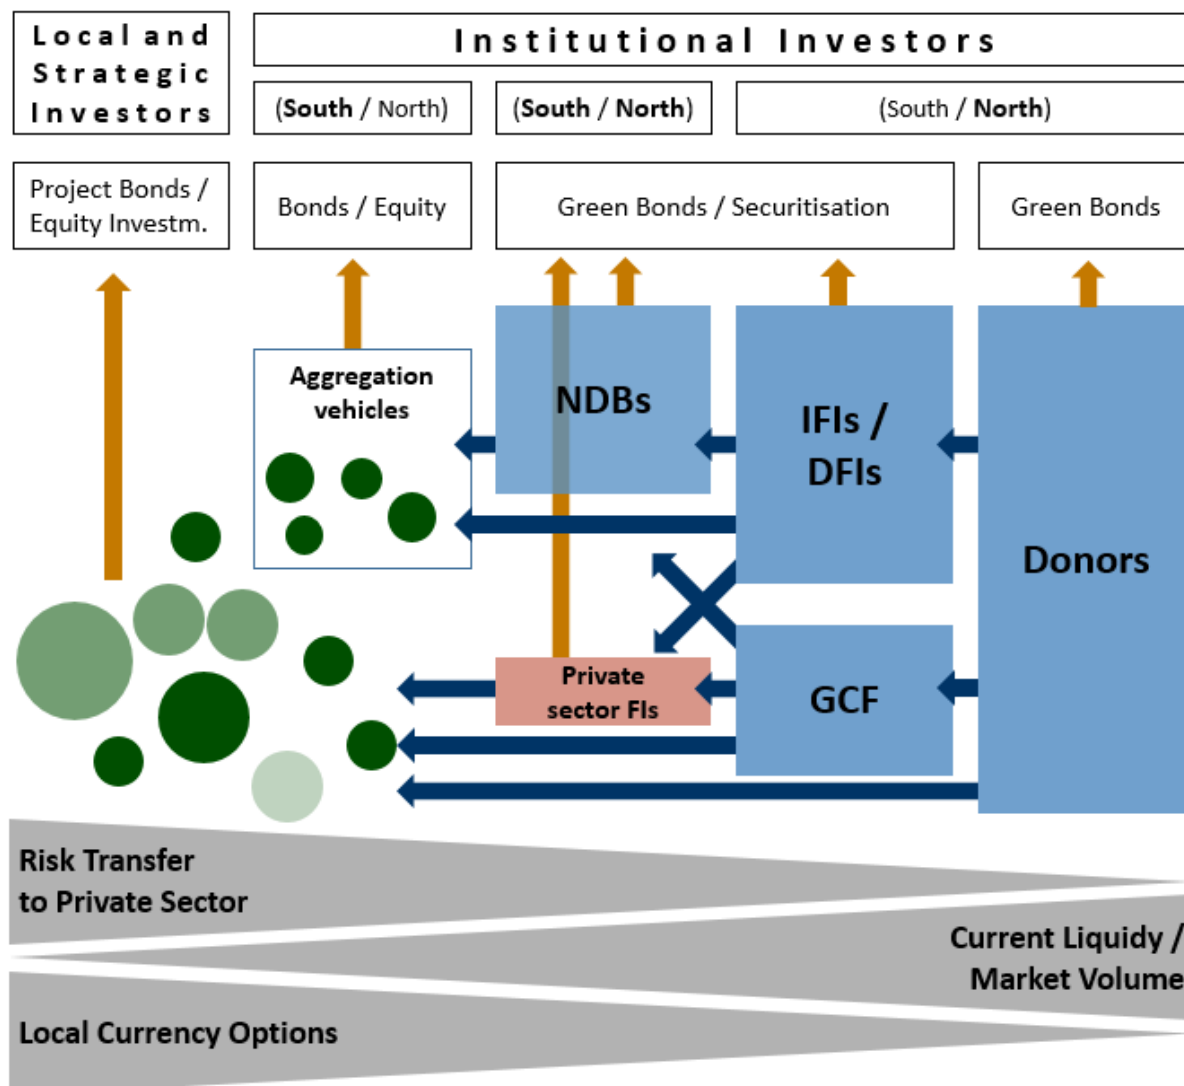 Local and
Strategic
Investors
Institutional Investors
(South / North)
(South / North)
(South / North)
Project Bonds /
Equity Investm.
Bonds / Equity
Green Bonds / Securitisation
Green Bonds
Aggregation
vehicles
NDBs
IFIs /
DFIs
Donors
Private
sector FIs
GCF
Risk Transfer
to Private Sector
Current Liquidy /
Market Volume
Local Currency Options